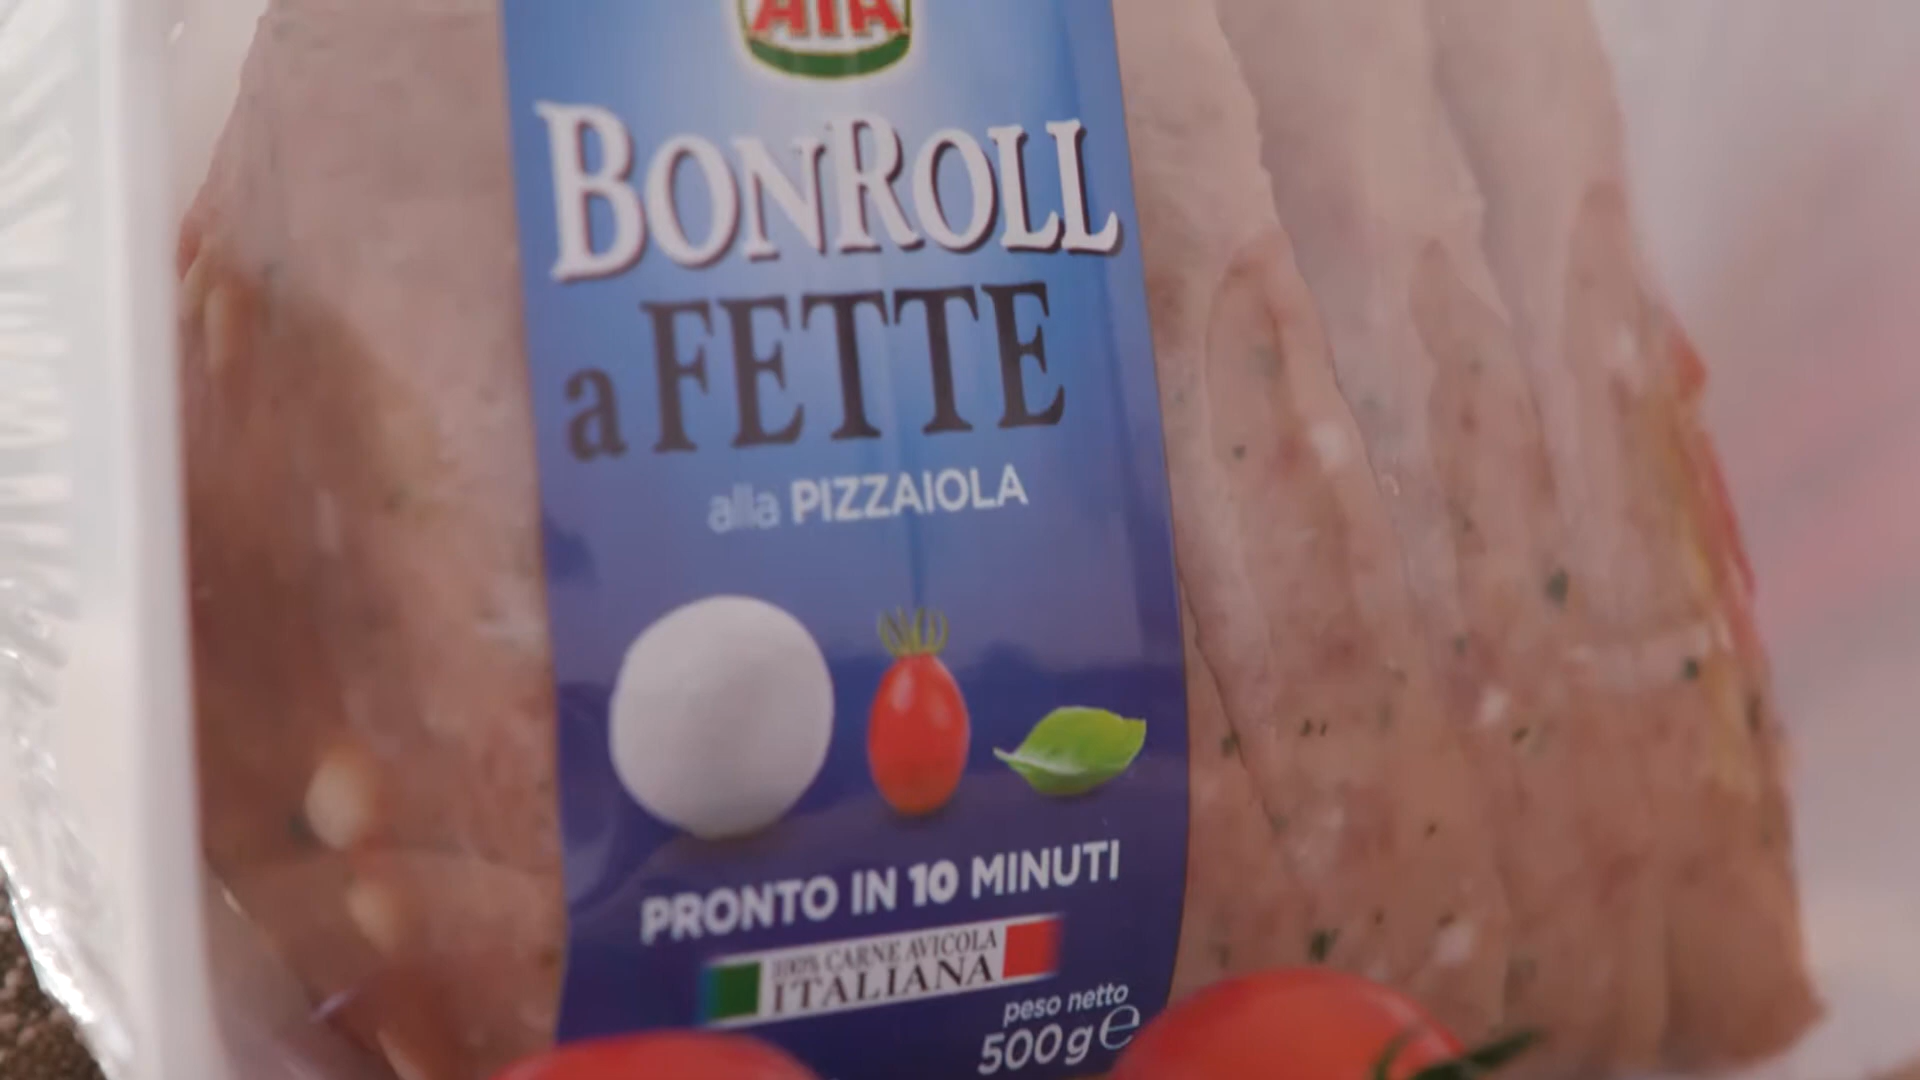 AIA
BONROLL
a FETTE
alla PIZZAIOLA
PRONTO IN 10 MINUTI
100% CARNE AVICOLA
ITALIANA
peso netto
500g e